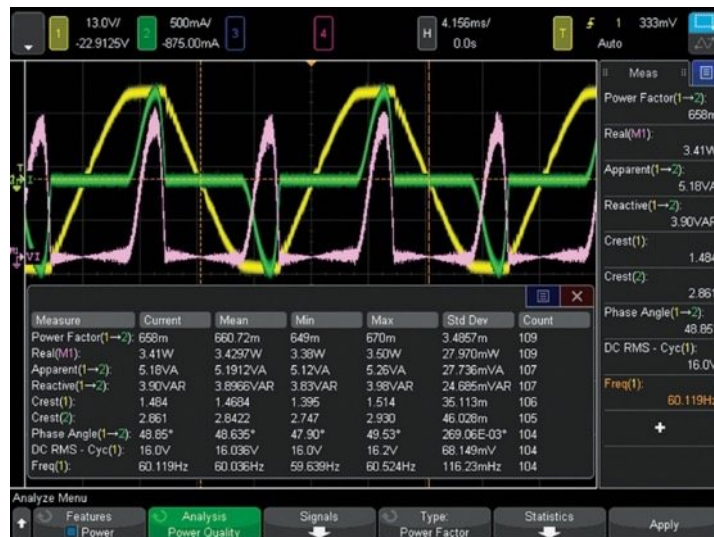 1 13.0V/ -22.9125V 2 500mA/ -875.00mA 3 4 H 4.156ms/ 0.0s T 1 333mV Auto
Meas
Power Factor(1→2):
658m
Real(M1):
3.41W
Apparent(1→2):
5.18VA
Reactive(1→2):
3.90VAR
Crest(1):
1.484
Crest(2):
2.861
Phase Angle(1→2):
48.85
DC RMS - Cyc(1):
16.0V
Freq(1):
60.119Hz
+
T
I
VI
Measure Current Mean Min Max Std Dev Count
Power Factor(1→2): 658m 660.72m 649m 670m 3.4857m 109
Real(M1): 3.41W 3.4297W 3.38W 3.50W 27.970mW 109
Apparent(1→2): 5.18VA 5.1912VA 5.12VA 5.26VA 27.736mVA 107
Reactive(1→2): 3.90VAR 3.8966VAR 3.83VAR 3.98VAR 24.685mVAR 107
Crest(1): 1.484 1.4684 1.395 1.514 35.113m 106
Crest(2): 2.861 2.8422 2.747 2.930 46.028m 105
Phase Angle(1→2): 48.85° 48.635° 47.90° 49.53° 269.06E-03° 104
DC RMS - Cyc(1): 16.0V 16.036V 16.0V 16.2V 68.149mV 104
Freq(1): 60.119Hz 60.036Hz 59.639Hz 60.524Hz 116.23mHz 104
Analyze Menu
Features Analysis Signals Type: Statistics Apply
Power Power Quality Power Factor